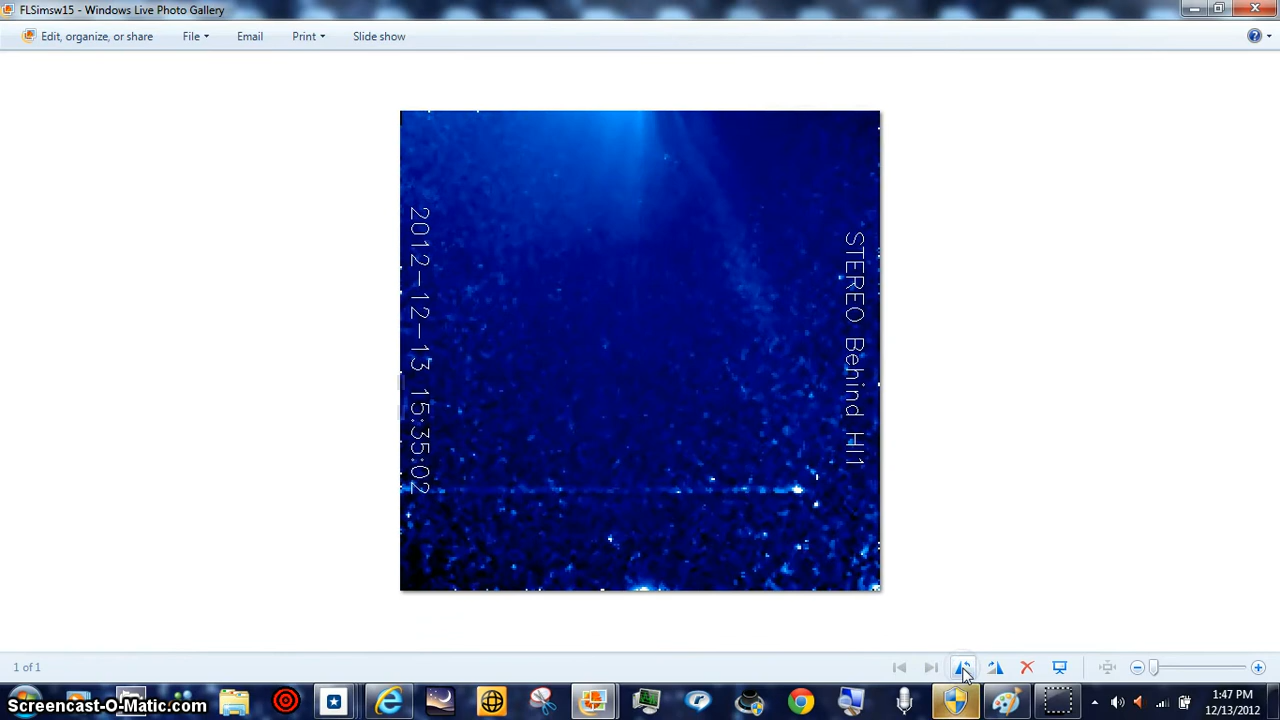 FLSimsw15 - Windows Live Photo Gallery
Edit, organize, or share File Email Print Slide show
2012-12-13 15:35:02
STEREO Behind HI1
1 of 1
Screencast-O-Matic.com
1:47 PM
12/13/2012